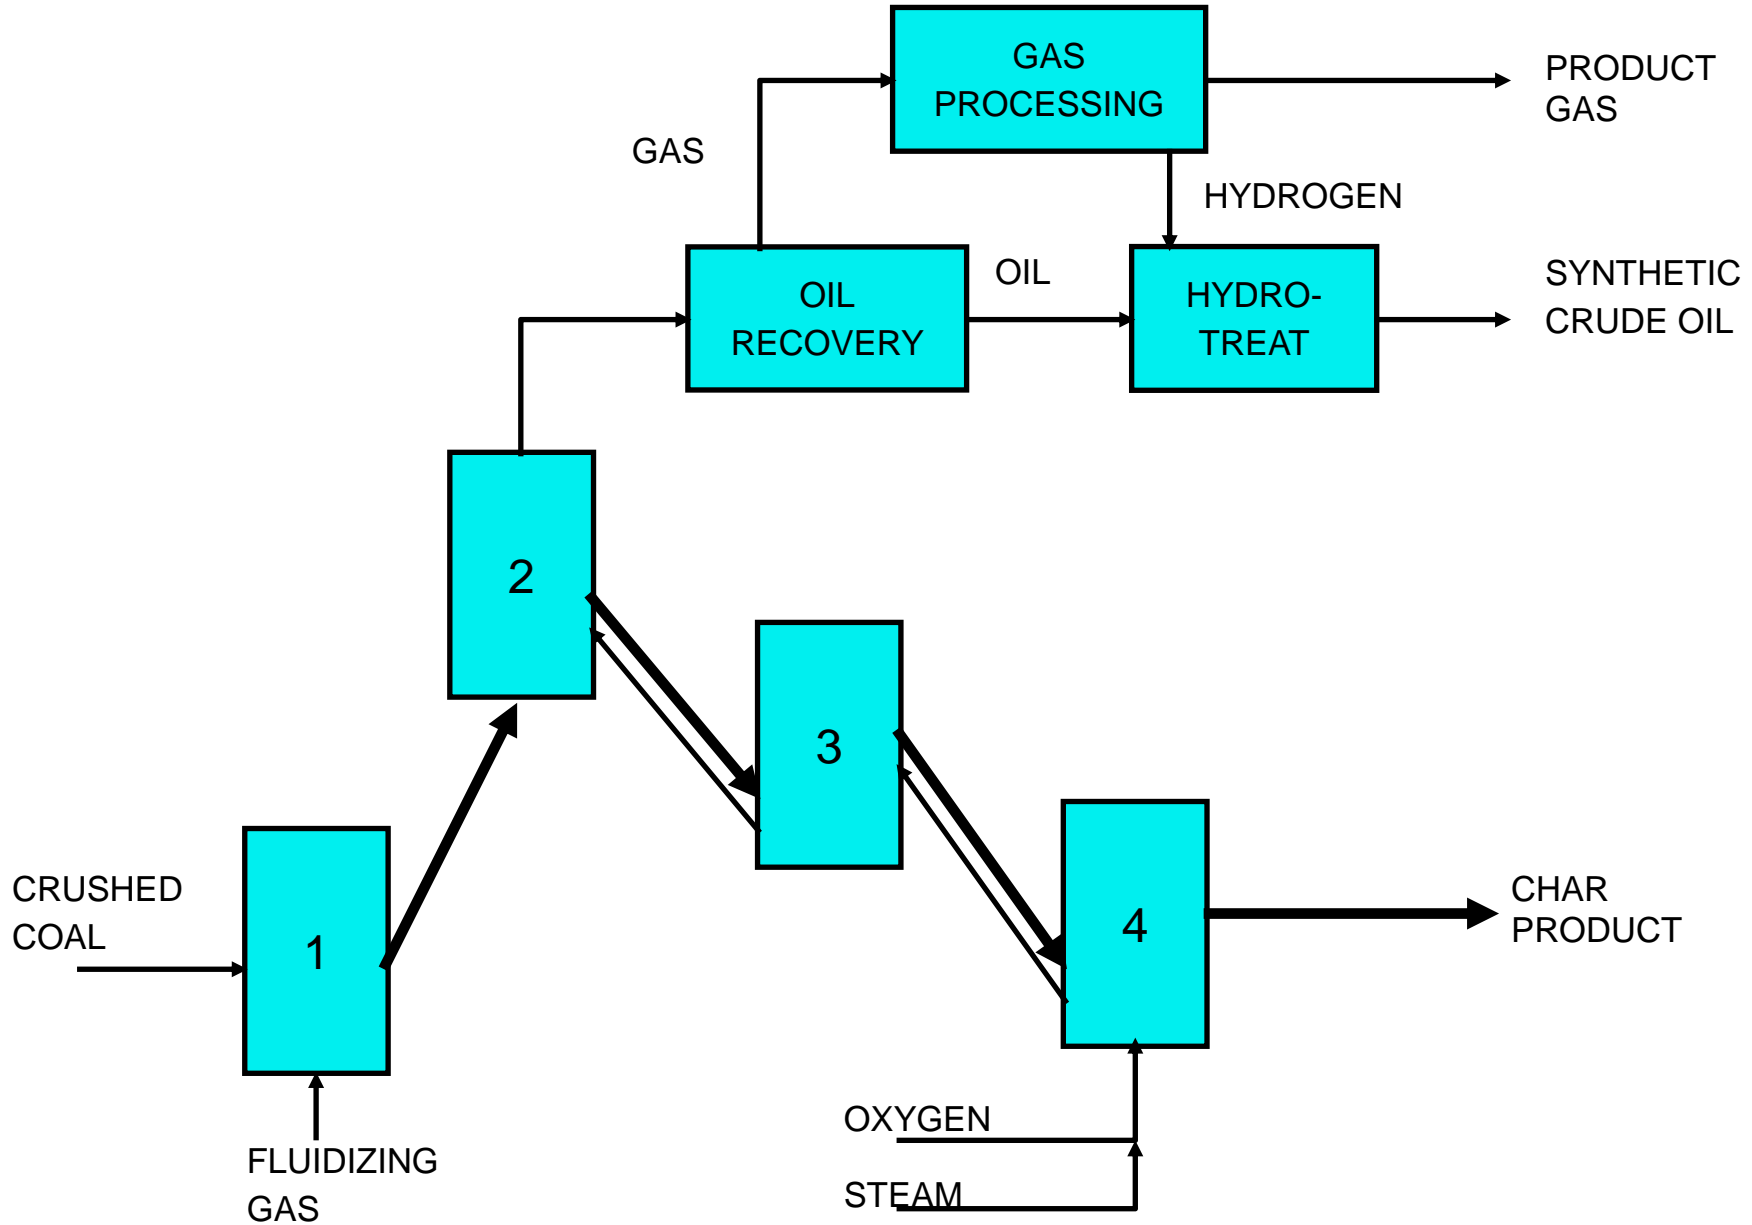 GAS
PROCESSING
PRODUCT
GAS
GAS
HYDROGEN
OIL
RECOVERY
OIL
HYDRO-
TREAT
SYNTHETIC
CRUDE OIL
2
3
CRUSHED
COAL
1
4
CHAR
PRODUCT
FLUIDIZING
GAS
OXYGEN
STEAM